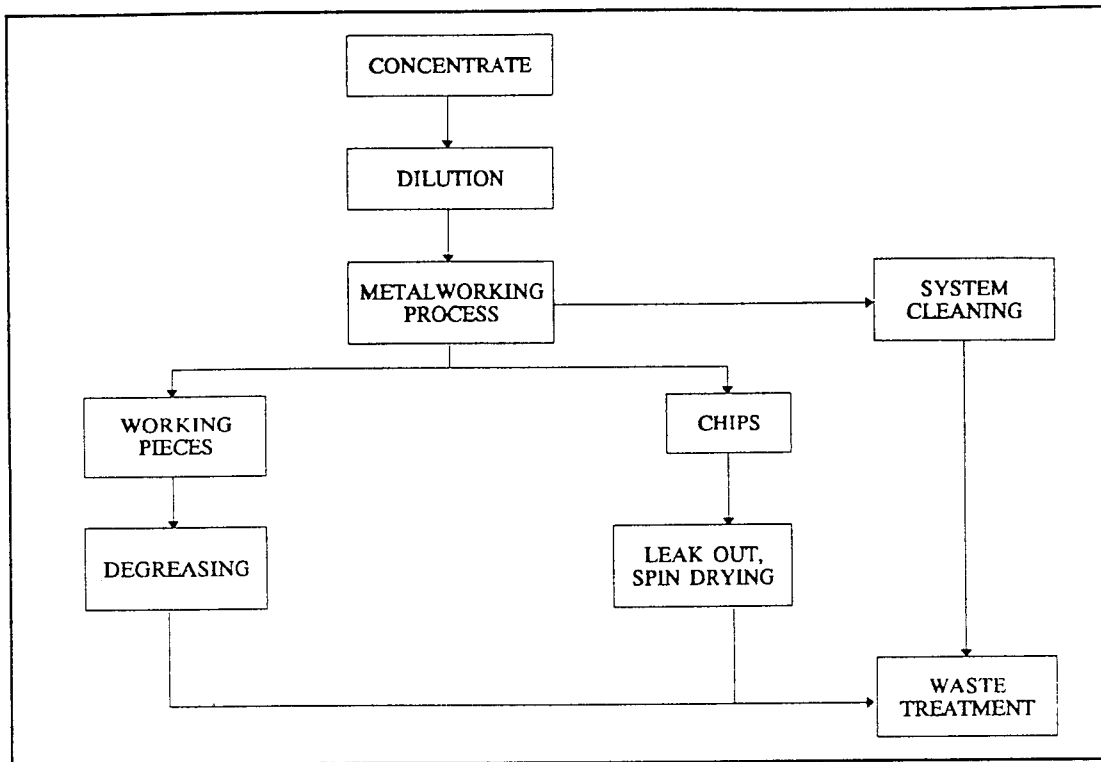 CONCENTRATE
DILUTION
METALWORKING
PROCESS
SYSTEM
CLEANING
WORKING
PIECES
CHIPS
DEGREASING
LEAK OUT,
SPIN DRYING
WASTE
TREATMENT